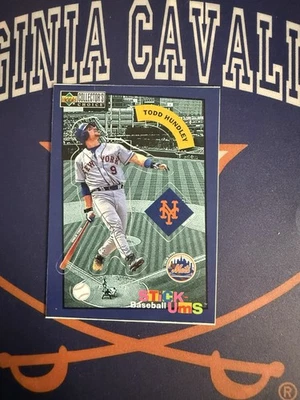 GINIA CAVALI
COLLECTOR'S
CHOICE
TODD HUNDLEY
NEW YORK
9
NY
Mets
STICK
Baseball UMS
®